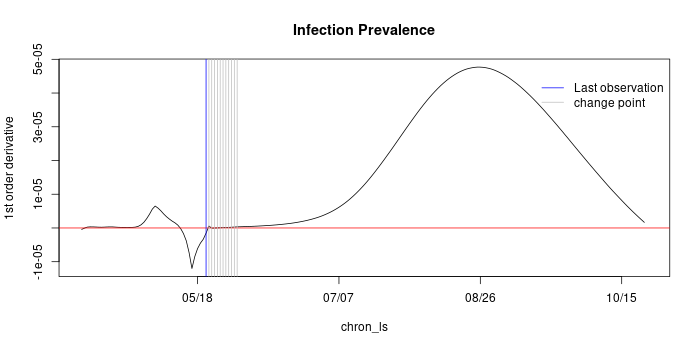 Infection Prevalence
1st order derivative
5e-05
3e-05
1e-05
-1e-05
Last observation
change point
05/18
07/07
08/26
10/15
chron_ls